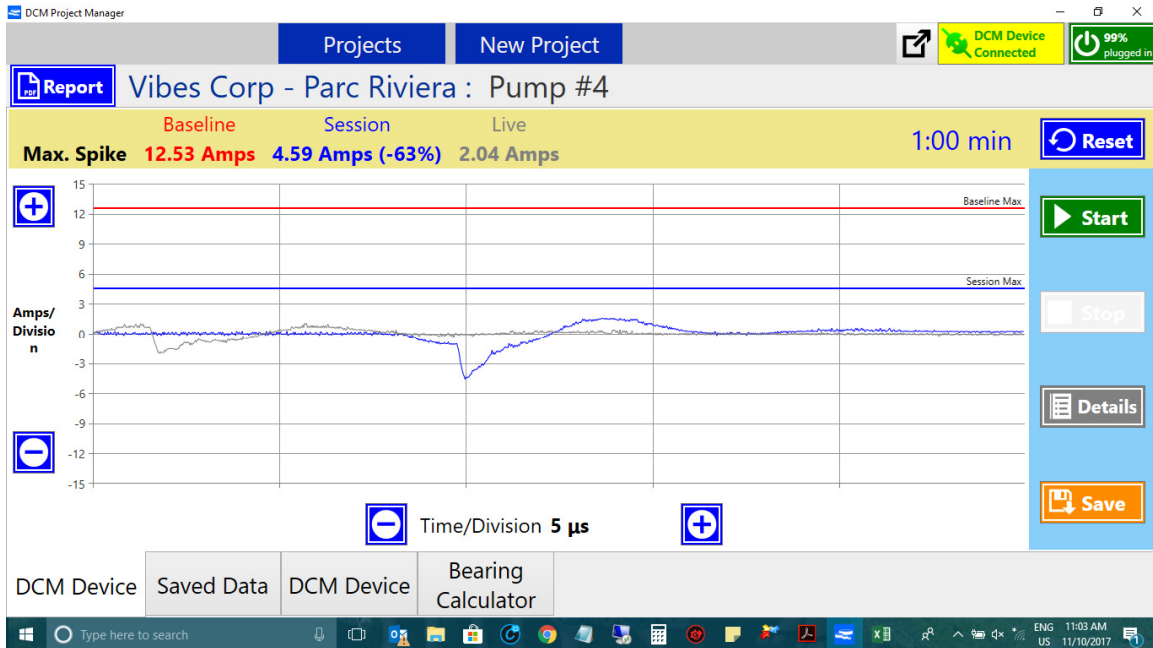 DCM Project Manager
Projects
New Project
DCM Device
Connected
99%
plugged in
PDF
Report
Vibes Corp - Parc Riviera : Pump #4
Baseline
Session
Live
Max. Spike
12.53 Amps
4.59 Amps (-63%)
2.04 Amps
1:00 min
Reset
15
12
9
6
3
0
-3
-6
-9
-12
-15
Amps/
Divisio
n
Baseline Max
Session Max
Start
Stop
Details
Save
Time/Division 5 µs
DCM Device
Saved Data
DCM Device
Bearing
Calculator
Type here to search
ENG
US
11:03 AM
11/10/2017